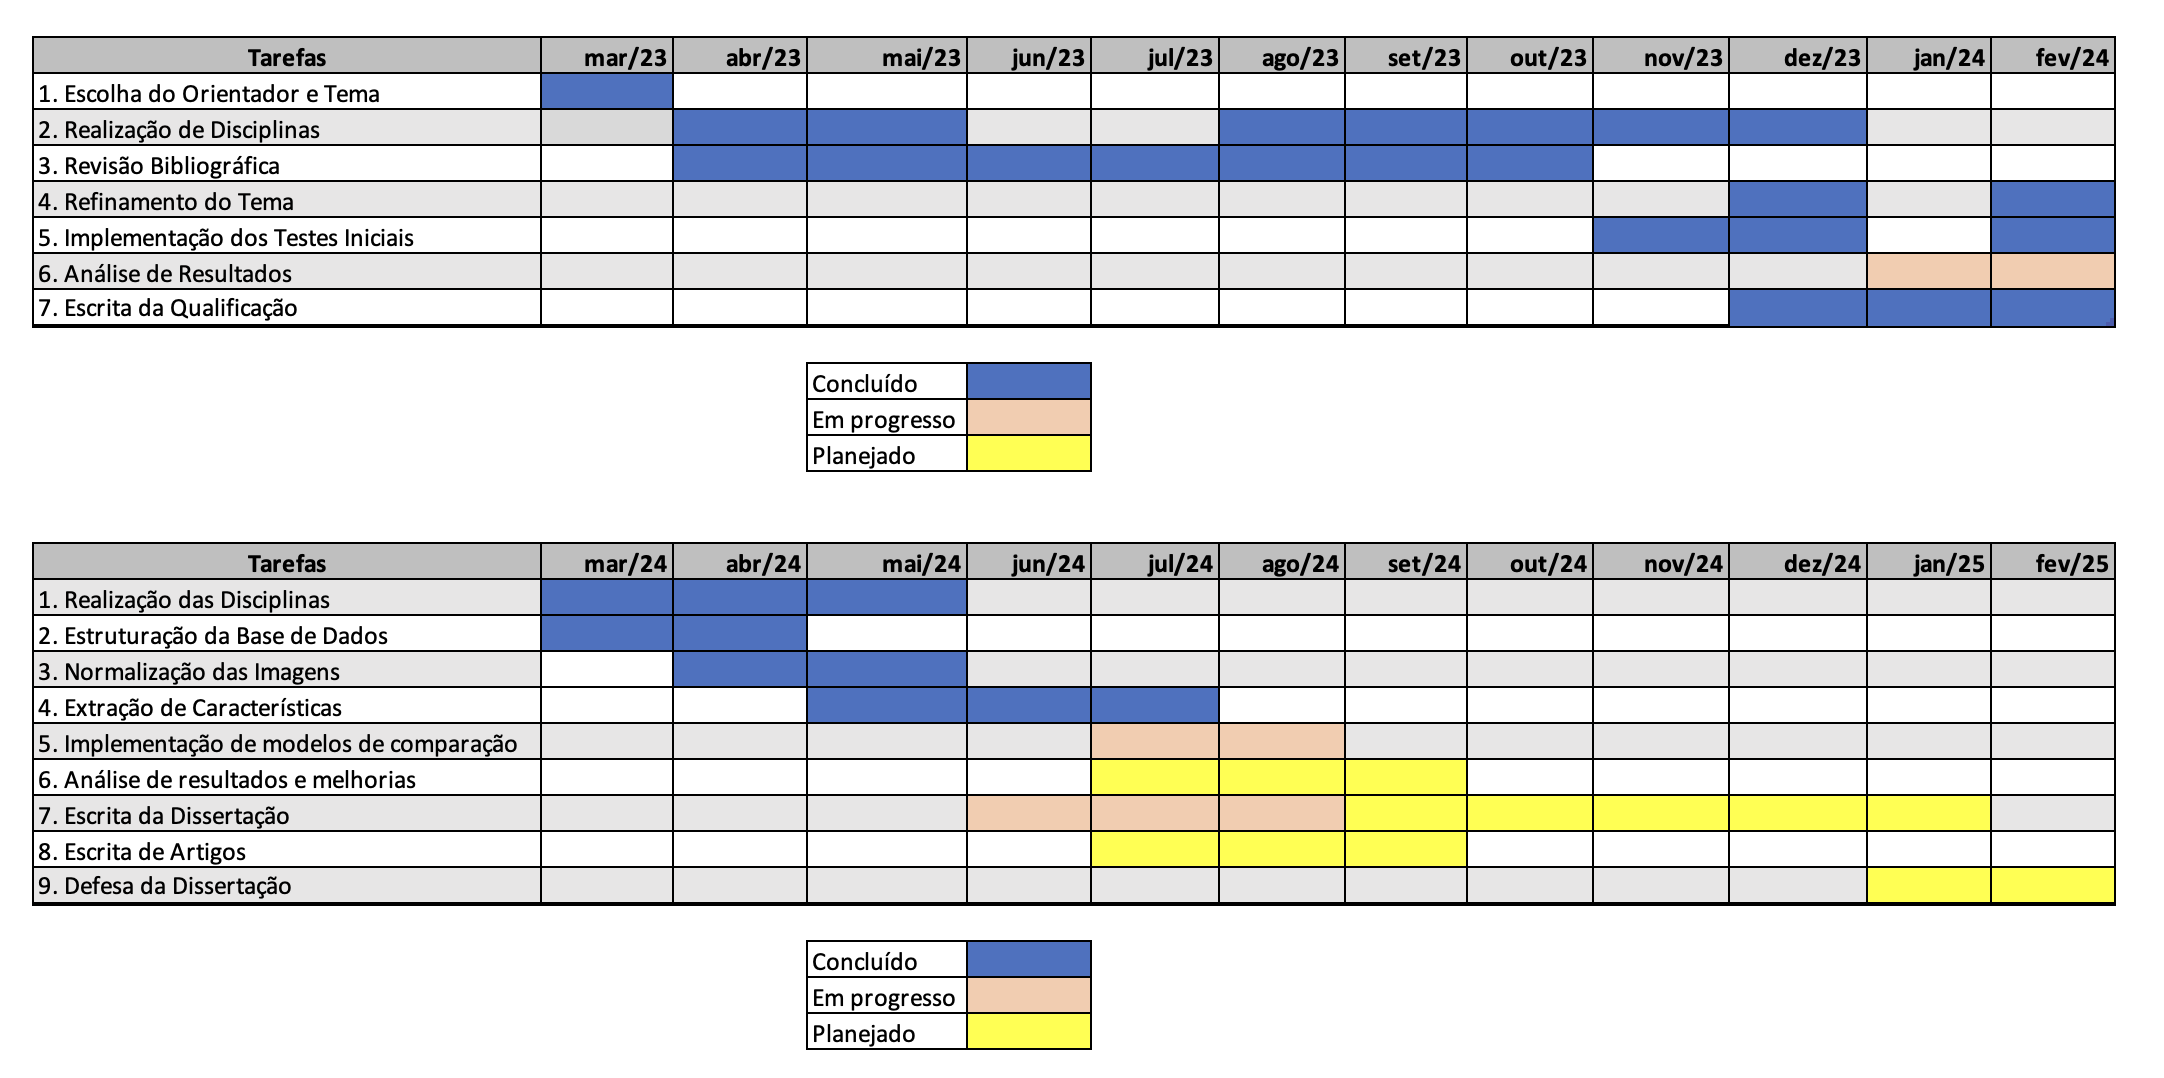 Tarefas mar/23 abr/23 mai/23 jun/23 jul/23 ago/23 set/23 out/23 nov/23 dez/23 jan/24 fev/24
1. Escolha do Orientador e Tema
2. Realização de Disciplinas
3. Revisão Bibliográfica
4. Refinamento do Tema
5. Implementação dos Testes Iniciais
6. Análise de Resultados
7. Escrita da Qualificação
Concluído
Em progresso
Planejado
Tarefas mar/24 abr/24 mai/24 jun/24 jul/24 ago/24 set/24 out/24 nov/24 dez/24 jan/25 fev/25
1. Realização das Disciplinas
2. Estruturação da Base de Dados
3. Normalização das Imagens
4. Extração de Características
5. Implementação de modelos de comparação
6. Análise de resultados e melhorias
7. Escrita da Dissertação
8. Escrita de Artigos
9. Defesa da Dissertação
Concluído
Em progresso
Planejado